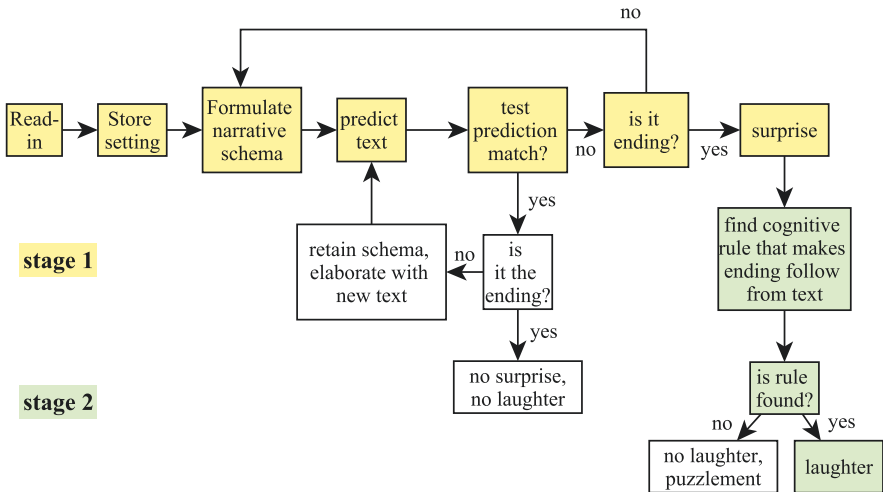 no
Read-
in
Store
setting
Formulate
narrative
schema
predict
text
test
prediction
match?
no
is it
ending?
yes
surprise
yes
find cognitive
rule that makes
ending follow
from text
retain schema,
elaborate with
new text
no
is
it the
ending?
stage 1
yes
no surprise,
no laughter
is rule
found?
stage 2
no
yes
no laughter,
puzzlement
laughter